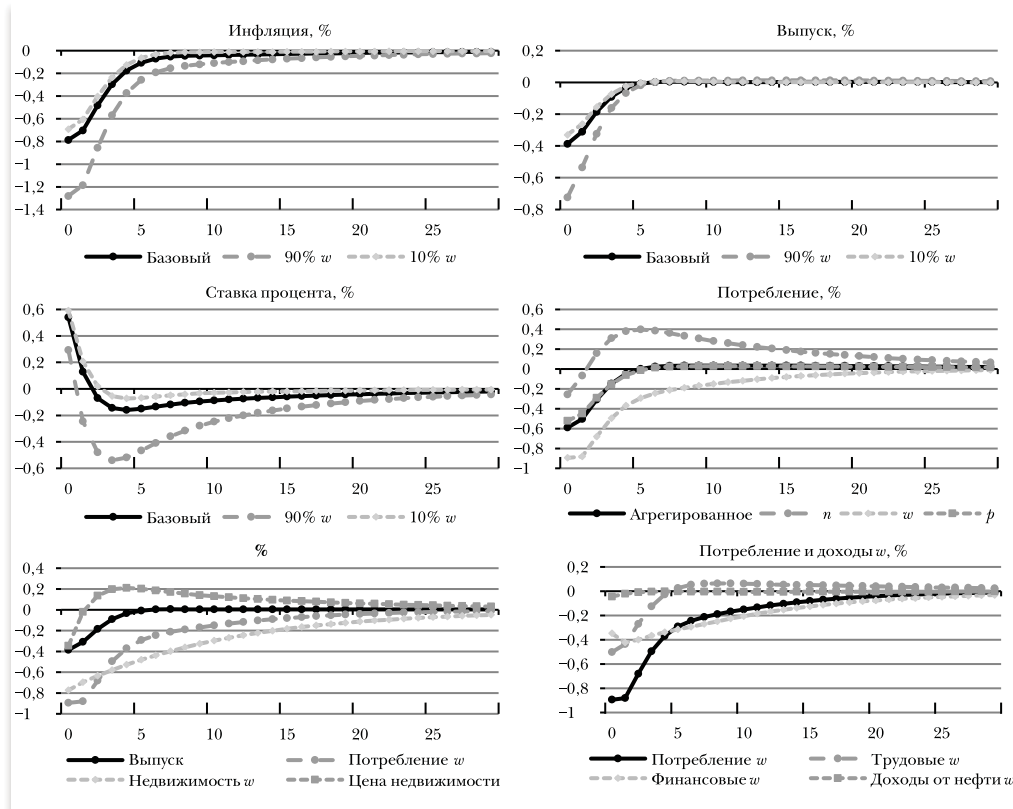 Инфляция, %
0
−0,2
−0,4
−0,6
−0,8
−1
−1,2
−1,4
0 5 10 15 20 25
Базовый 90% w 10% w
Выпуск, %
0,2
0
−0,2
−0,4
−0,6
−0,8
0 5 10 15 20 25
Базовый 90% w 10% w
Ставка процента, %
0,6
0,4
0,2
0
−0,2
−0,4
−0,6
0 5 10 15 20 25
Базовый 90% w 10% w
Потребление, %
0,6
0,4
0,2
0
−0,2
−0,4
−0,6
−0,8
−1
0 5 10 15 20 25
Агрегированное n w p
%
0,4
0,2
0
−0,2
−0,4
−0,6
−0,8
−1
0 5 10 15 20 25
Выпуск Потребление w
Недвижимость w Цена недвижимости
Потребление и доходы w, %
0,2
0
−0,2
−0,4
−0,6
−0,8
−1
0 5 10 15 20 25
Потребление w Трудовые w
Финансовые w Доходы от нефти